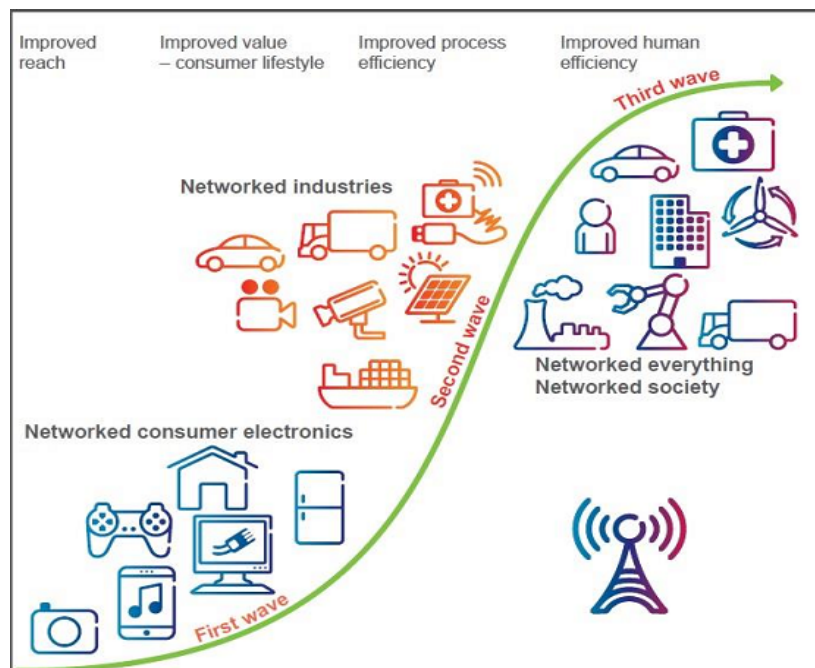 Improved
reach
Improved value
– consumer lifestyle
Improved process
efficiency
Improved human
efficiency
Third wave
Networked industries
Second wave
Networked everything
Networked society
Networked consumer electronics
First wave